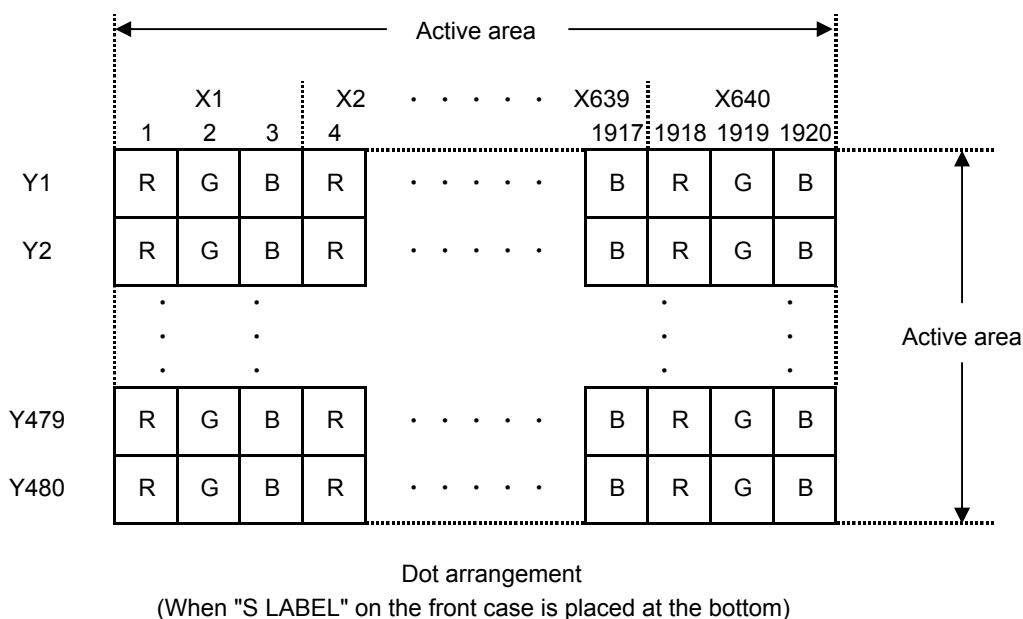 Active area
X1 X2 ・ ・ ・ ・ ・ X639 X640
1 2 3 4 1917 1918 1919 1920
Y1 R G B R ・ ・ ・ ・ ・ B R G B
Y2 R G B R ・ ・ ・ ・ ・ B R G B
・ ・ ・ ・
・ ・ ・ ・
Active area
・ ・ ・ ・
Y479 R G B R ・ ・ ・ ・ ・ B R G B
Y480 R G B R ・ ・ ・ ・ ・ B R G B
Dot arrangement
(When "S LABEL" on the front case is placed at the bottom)